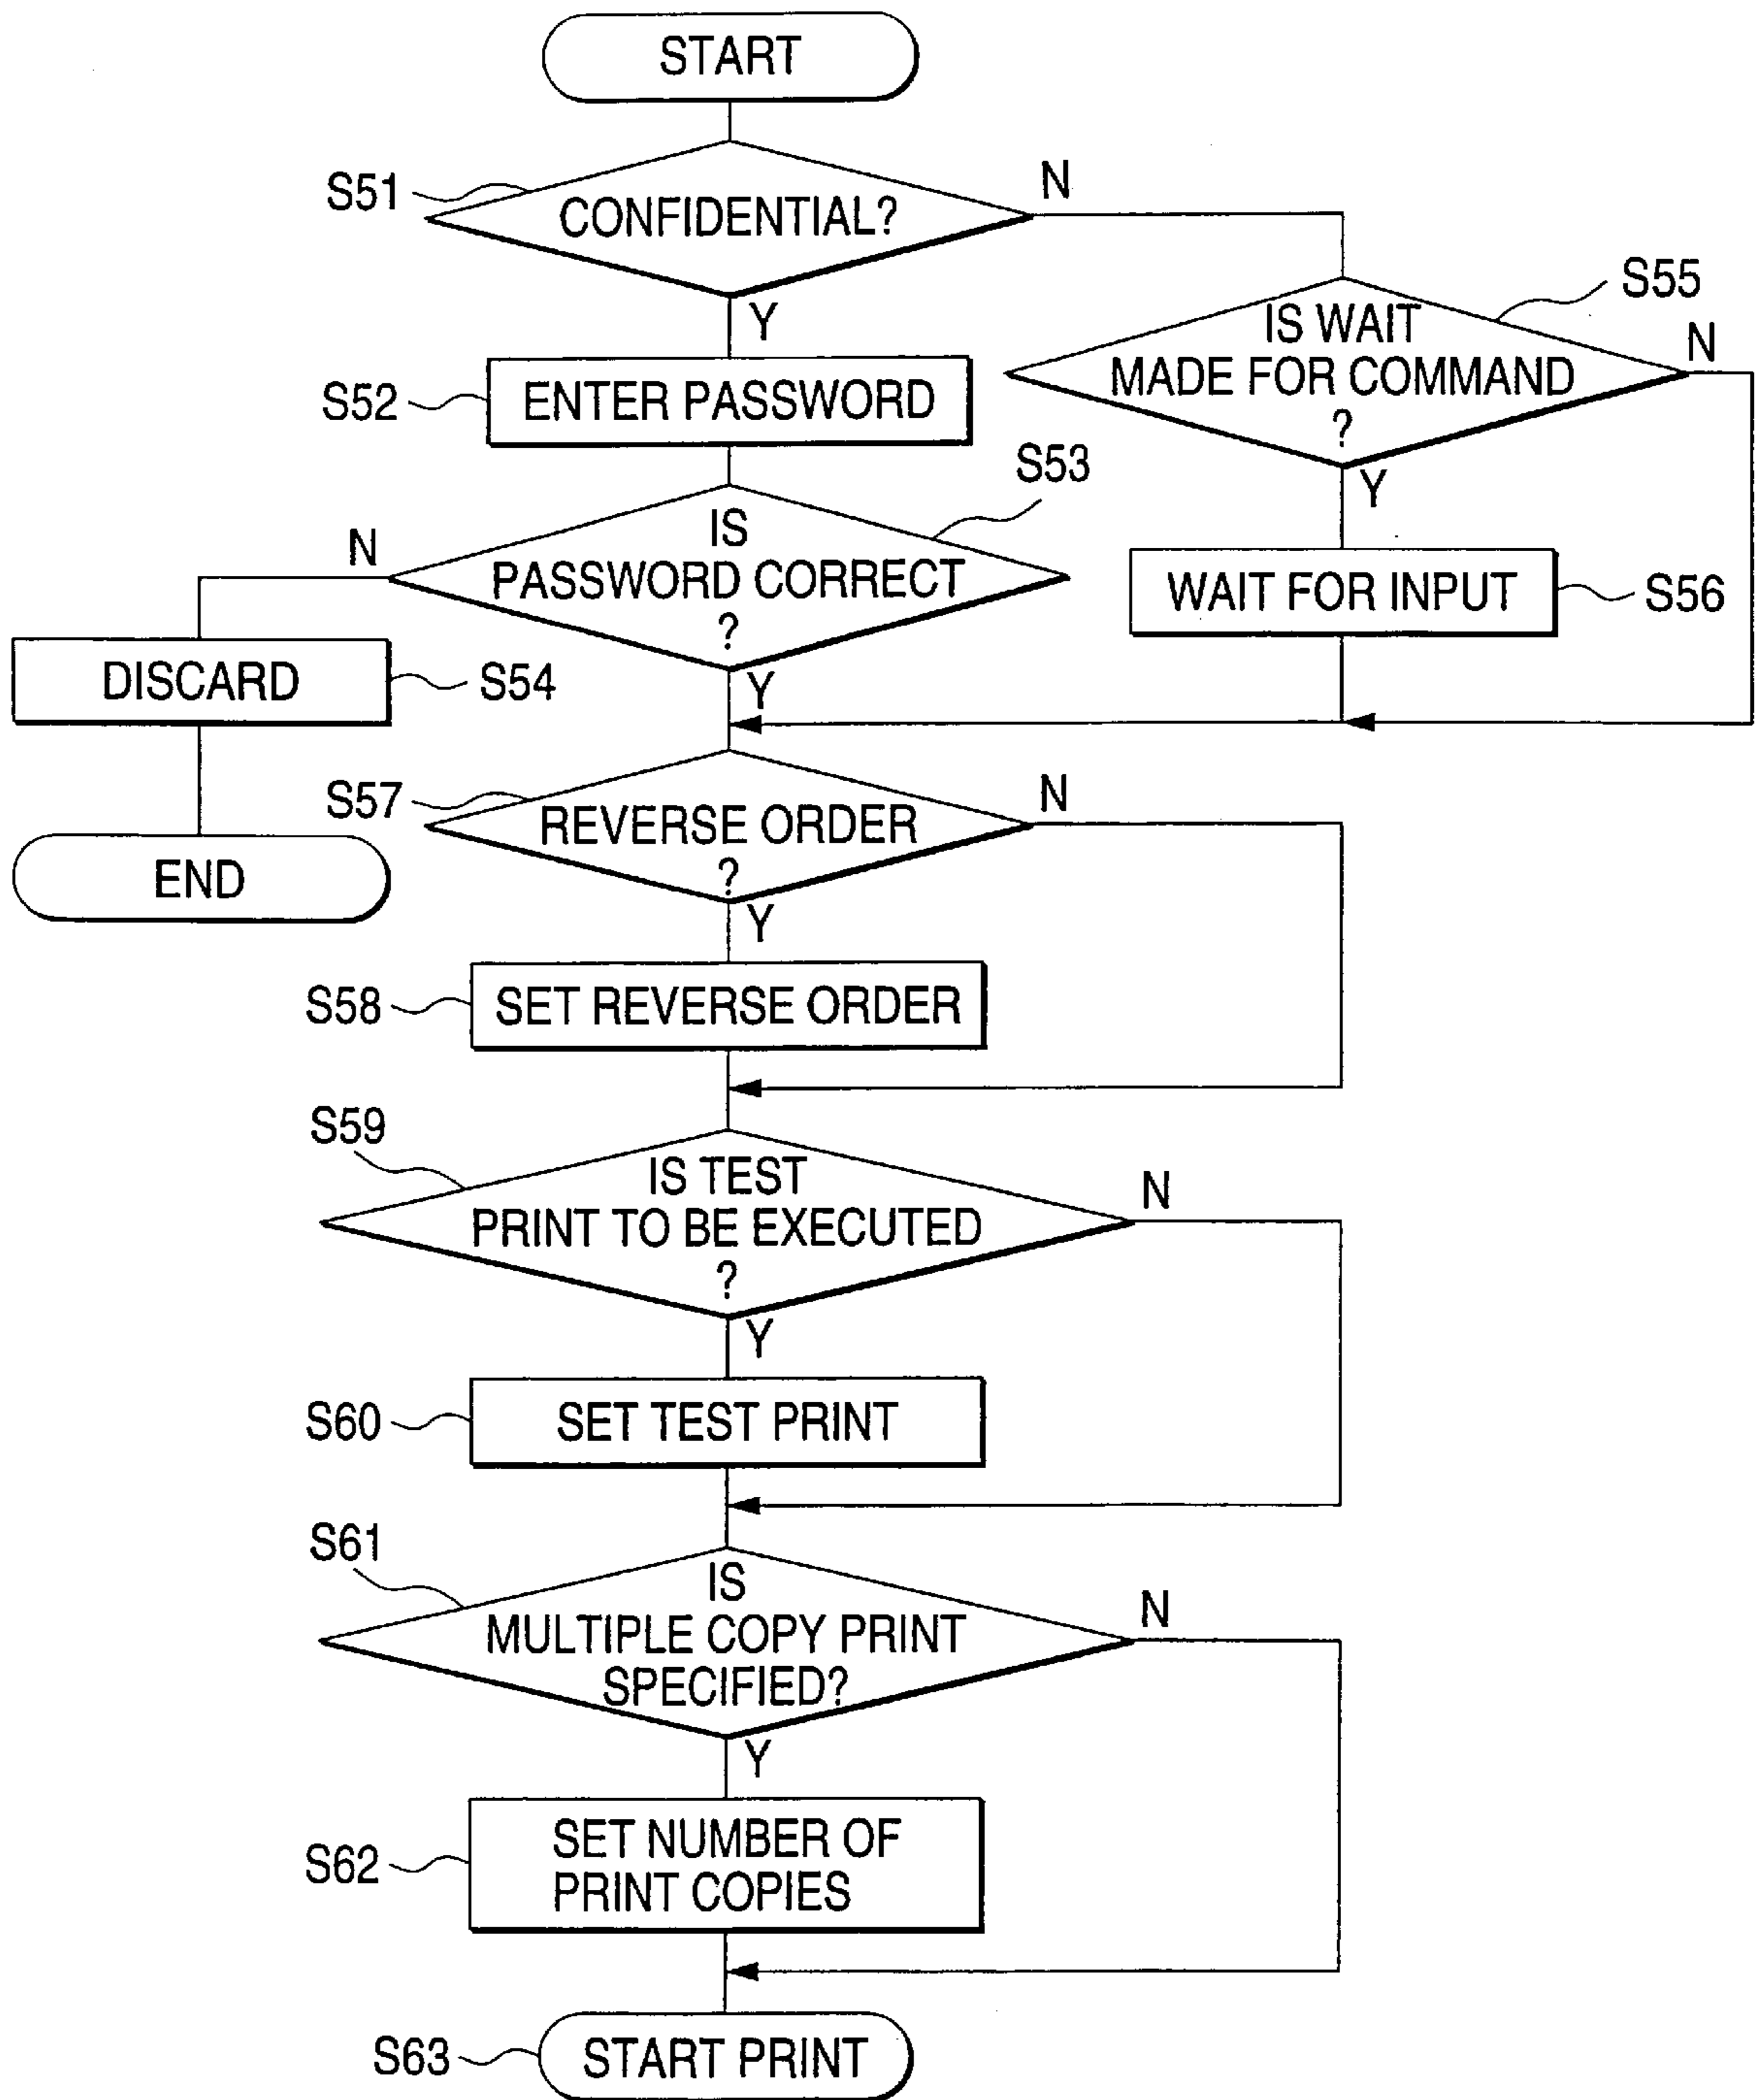 START
S51
CONFIDENTIAL?
N
Y
S55
IS WAIT
MADE FOR COMMAND
?
N
Y
S52
ENTER PASSWORD
S53
IS
PASSWORD CORRECT
?
N
Y
WAIT FOR INPUT
S56
DISCARD
S54
END
S57
REVERSE ORDER
?
N
Y
S58
SET REVERSE ORDER
S59
IS TEST
PRINT TO BE EXECUTED
?
N
Y
S60
SET TEST PRINT
S61
IS
MULTIPLE COPY PRINT
SPECIFIED?
N
Y
S62
SET NUMBER OF
PRINT COPIES
S63
START PRINT